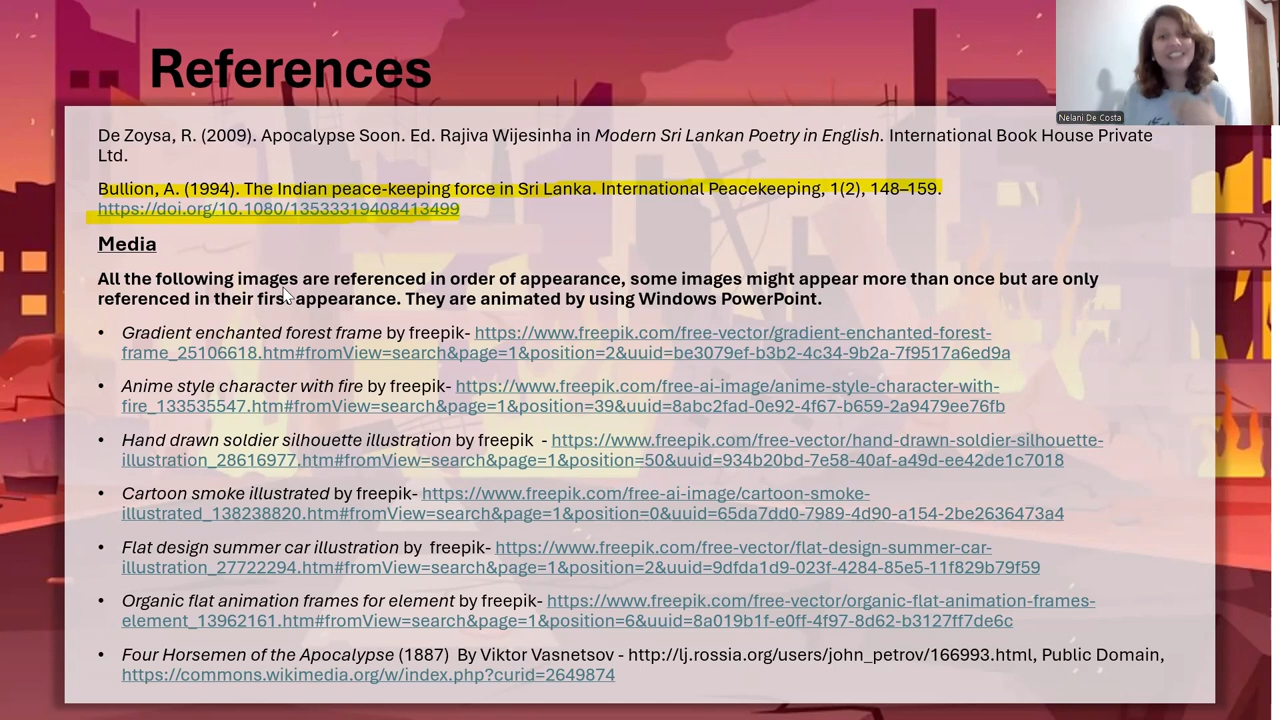 References
Nelani De Costa
De Zoysa, R. (2009). Apocalypse Soon. Ed. Rajiva Wijesinha in Modern Sri Lankan Poetry in English. International Book House Private
Ltd.
Bullion, A. (1994). The Indian peace-keeping force in Sri Lanka. International Peacekeeping, 1(2), 148–159.
https://doi.org/10.1080/13533319408413499
Media
All the following images are referenced in order of appearance, some images might appear more than once but are only
referenced in their first appearance. They are animated by using Windows PowerPoint.
• Gradient enchanted forest frame by freepik- https://www.freepik.com/free-vector/gradient-enchanted-forest-
frame_25106618.htm#fromView=search&page=1&position=2&uuid=be3079ef-b3b2-4c34-9b2a-7f9517a6ed9a
• Anime style character with fire by freepik- https://www.freepik.com/free-ai-image/anime-style-character-with-
fire_133535547.htm#fromView=search&page=1&position=39&uuid=8abc2fad-0e92-4f67-b659-2a9479ee76fb
• Hand drawn soldier silhouette illustration by freepik - https://www.freepik.com/free-vector/hand-drawn-soldier-silhouette-
illustration_28616977.htm#fromView=search&page=1&position=50&uuid=934b20bd-7e58-40af-a49d-ee42de1c7018
• Cartoon smoke illustrated by freepik- https://www.freepik.com/free-ai-image/cartoon-smoke-
illustrated_138238820.htm#fromView=search&page=1&position=0&uuid=65da7dd0-7989-4d90-a154-2be2636473a4
• Flat design summer car illustration by freepik- https://www.freepik.com/free-vector/flat-design-summer-car-
illustration_27722294.htm#fromView=search&page=1&position=2&uuid=9dfda1d9-023f-4284-85e5-11f829b79f59
• Organic flat animation frames for element by freepik- https://www.freepik.com/free-vector/organic-flat-animation-frames-
element_13962161.htm#fromView=search&page=1&position=6&uuid=8a019b1f-e0ff-4f97-8d62-b3127ff7de6c
• Four Horsemen of the Apocalypse (1887) By Viktor Vasnetsov - http://lj.rossia.org/users/john_petrov/166993.html, Public Domain,
https://commons.wikimedia.org/w/index.php?curid=2649874